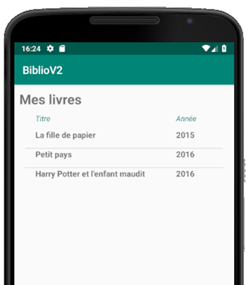 16:24
BiblioV2
Mes livres
Titre Année
La fille de papier 2015
Petit pays 2016
Harry Potter et l'enfant maudit 2016